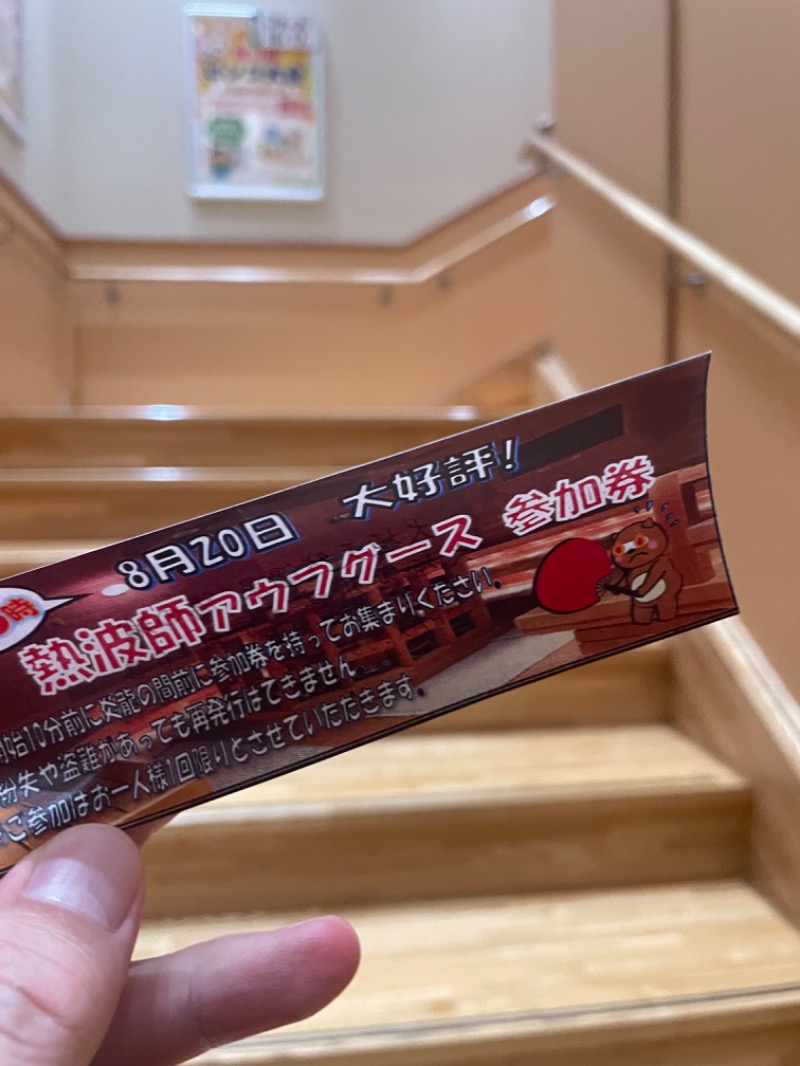 時
8月20日 大好評!
熱波師アウフグース 参加券
開始10分前に炎龍の間前に参加券を持ってお集まりください。
紛失や盗難があっても再発行はできません
ご参加はお一人様1回限りとさせていただきます。